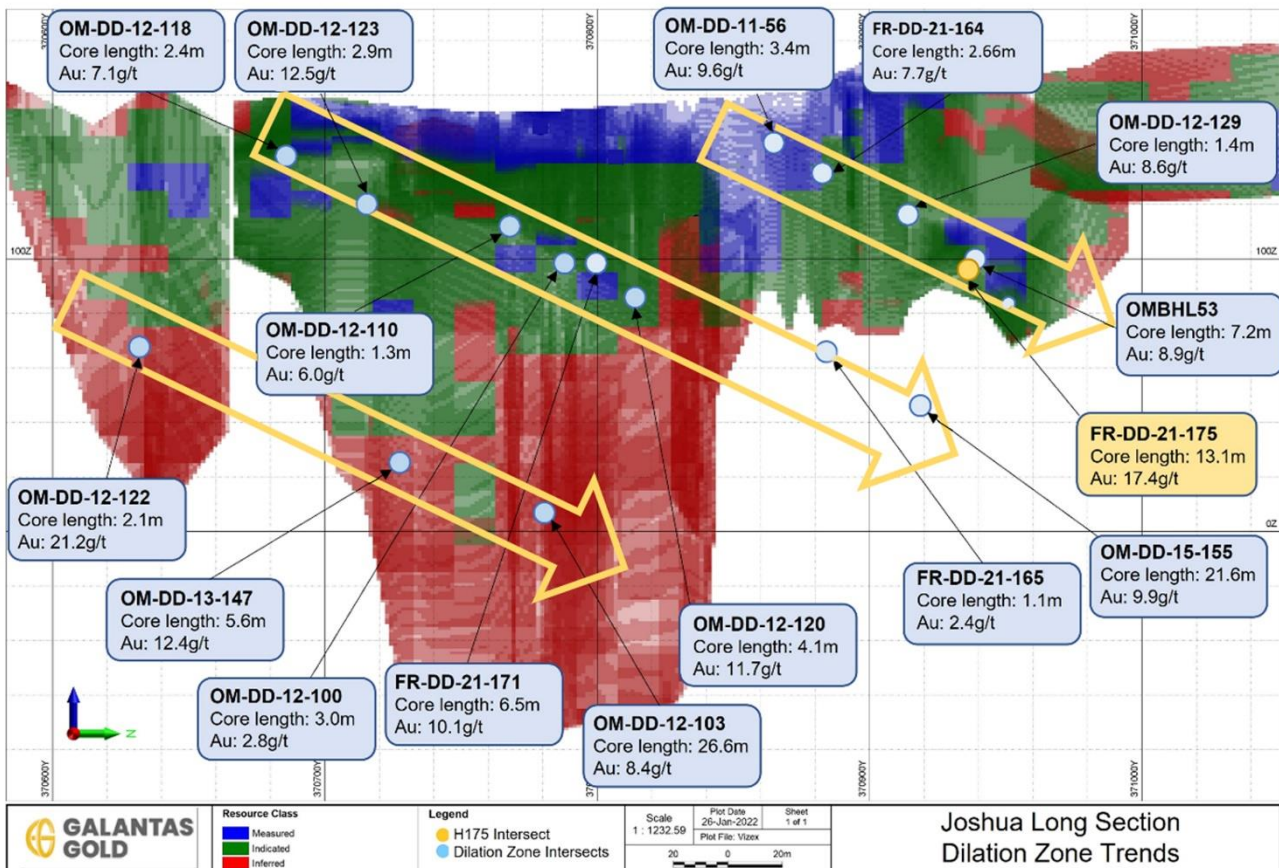 370600Y
370800Y
370900Y
371000Y
OM-DD-12-118
Core length: 2.4m
Au: 7.1g/t
OM-DD-12-123
Core length: 2.9m
Au: 12.5g/t
OM-DD-11-56
Core length: 3.4m
Au: 9.6g/t
FR-DD-21-164
Core length: 2.66m
Au: 7.7g/t
OM-DD-12-129
Core length: 1.4m
Au: 8.6g/t
100Z
100Z
OM-DD-12-110
Core length: 1.3m
Au: 6.0g/t
OMBHL53
Core length: 7.2m
Au: 8.9g/t
FR-DD-21-175
Core length: 13.1m
Au: 17.4g/t
OM-DD-12-122
Core length: 2.1m
Au: 21.2g/t
0Z
OM-DD-13-147
Core length: 5.6m
Au: 12.4g/t
OM-DD-12-120
Core length: 4.1m
Au: 11.7g/t
FR-DD-21-165
Core length: 1.1m
Au: 2.4g/t
OM-DD-15-155
Core length: 21.6m
Au: 9.9g/t
OM-DD-12-100
Core length: 3.0m
Au: 2.8g/t
FR-DD-21-171
Core length: 6.5m
Au: 10.1g/t
OM-DD-12-103
Core length: 26.6m
Au: 8.4g/t
N
370600Y
370700Y
370900Y
371000Y
GALANTAS
GOLD
Resource Class
Measured
Indicated
Inferred
Legend
H175 Intersect
Dilation Zone Intersects
Scale
1 : 1232.59
Plot Date
26-Jan-2022
Sheet
1 of 1
Plot File: Vizex
20 0 20m
Joshua Long Section
Dilation Zone Trends